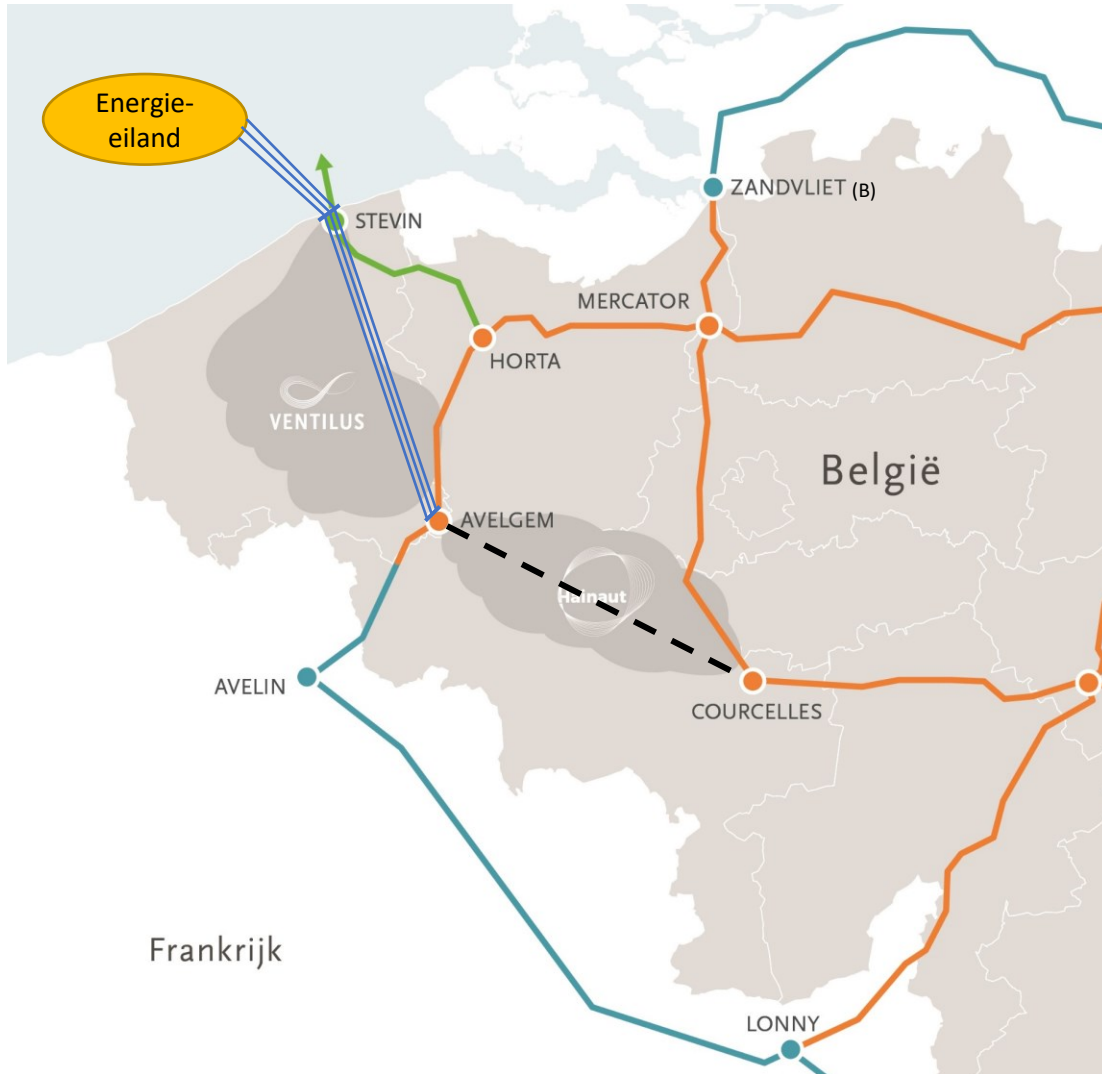 Energie-
eiland
ZANDVLIET (B)
STEVIN
MERCATOR
HORTA
VENTILUS
België
AVELGEM
Hainaut
AVELIN
COURCELLES
Frankrijk
LONNY